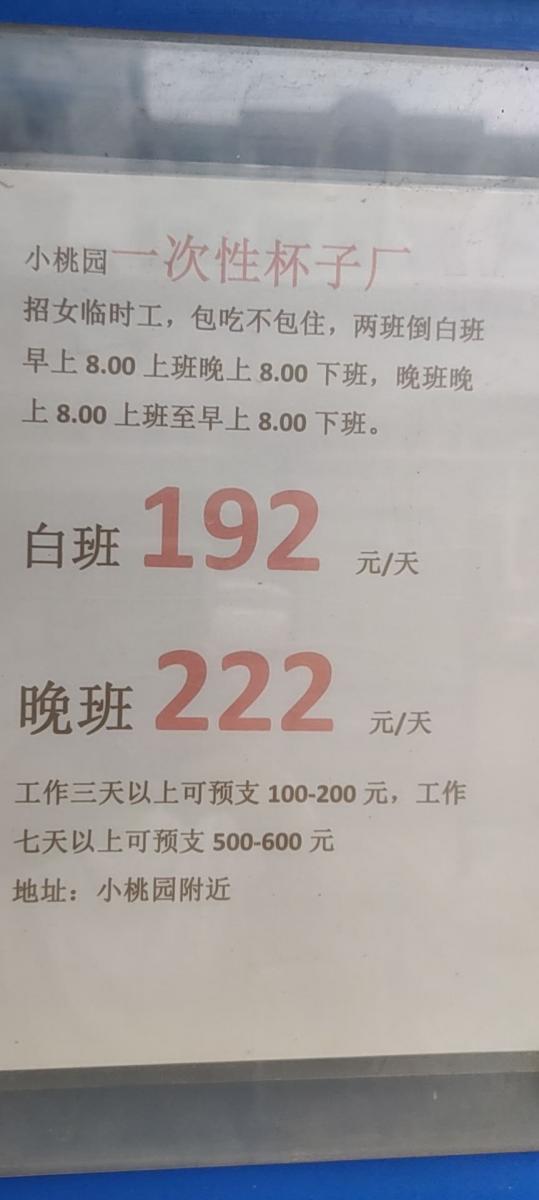 小桃园一次性杯子厂
招女临时工，包吃不包住，两班倒白班
早上 8.00 上班晚上 8.00 下班，晚班晚
上 8.00 上班至早上 8.00 下班。
白班 192 元/天
晚班 222 元/天
工作三天以上可预支 100-200 元，工作
七天以上可预支 500-600 元
地址：小桃园附近